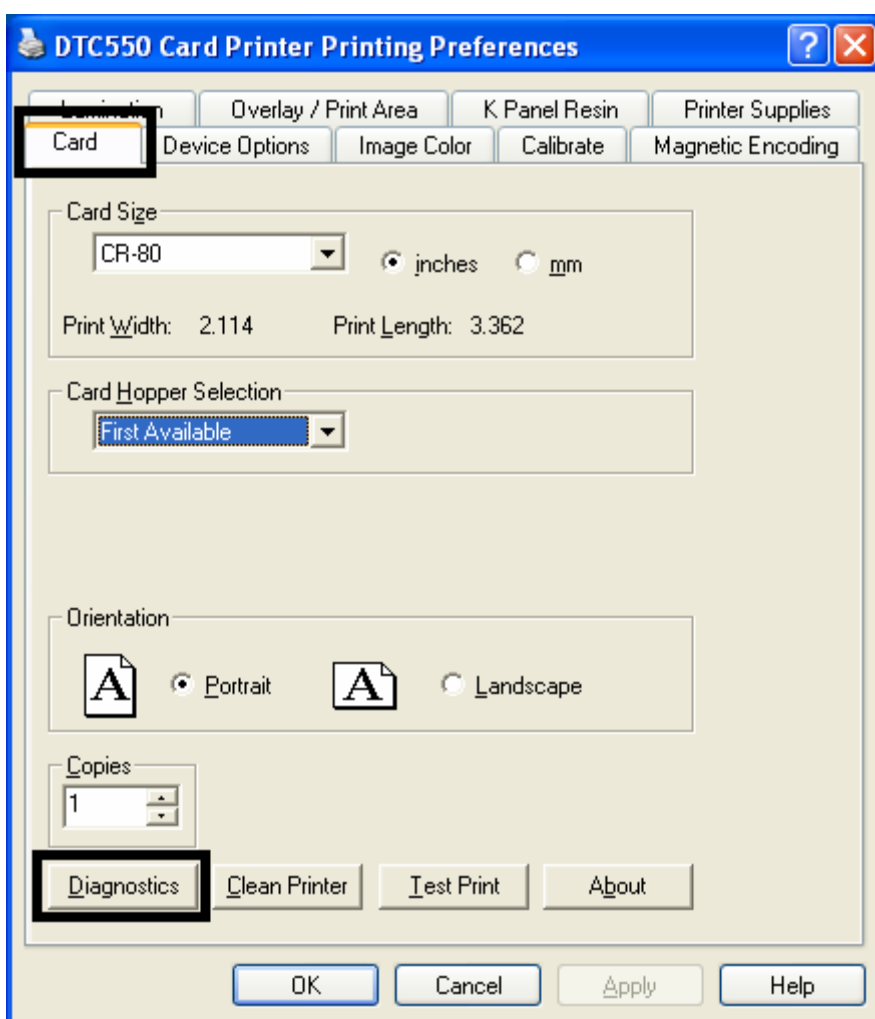 DTC550 Card Printer Printing Preferences
Lamination Overlay / Print Area K Panel Resin Printer Supplies
Card Device Options Image Color Calibrate Magnetic Encoding
Card Size
CR-80 inches mm
Print Width: 2.114 Print Length: 3.362
Card Hopper Selection
First Available
Orientation
A Portrait A Landscape
Copies
1
Diagnostics Clean Printer Test Print About
OK Cancel Apply Help